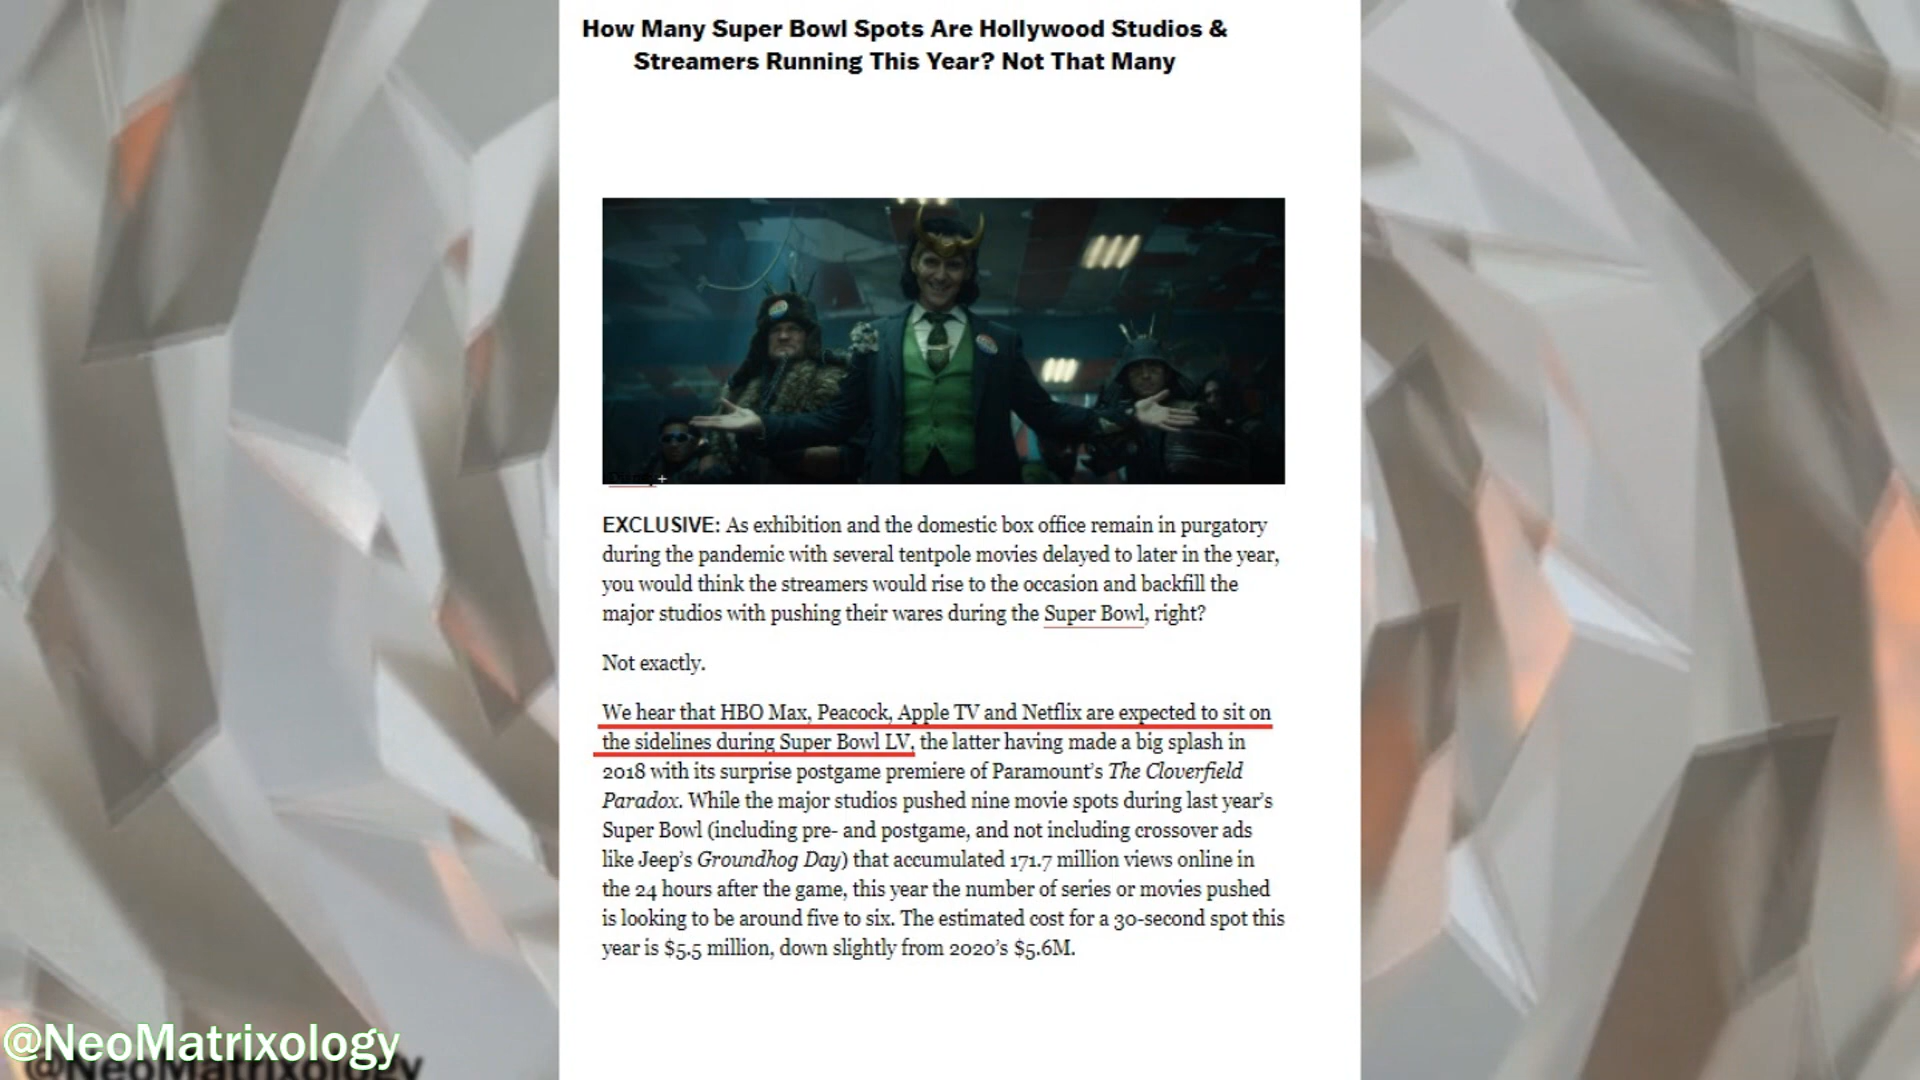 How Many Super Bowl Spots Are Hollywood Studios &
Streamers Running This Year? Not That Many
EXCLUSIVE: As exhibition and the domestic box office remain in purgatory
during the pandemic with several tentpole movies delayed to later in the year,
you would think the streamers would rise to the occasion and backfill the
major studios with pushing their wares during the Super Bowl, right?
Not exactly.
We hear that HBO Max, Peacock, Apple TV and Netflix are expected to sit on
the sidelines during Super Bowl LV, the latter having made a big splash in
2018 with its surprise postgame premiere of Paramount’s The Cloverfield
Paradox. While the major studios pushed nine movie spots during last year’s
Super Bowl (including pre- and postgame, and not including crossover ads
like Jeep’s Groundhog Day) that accumulated 171.7 million views online in
the 24 hours after the game, this year the number of series or movies pushed
is looking to be around five to six. The estimated cost for a 30-second spot this
year is $5.5 million, down slightly from 2020’s $5.6M.
@NeoMatrixology
@NeoMatrixology